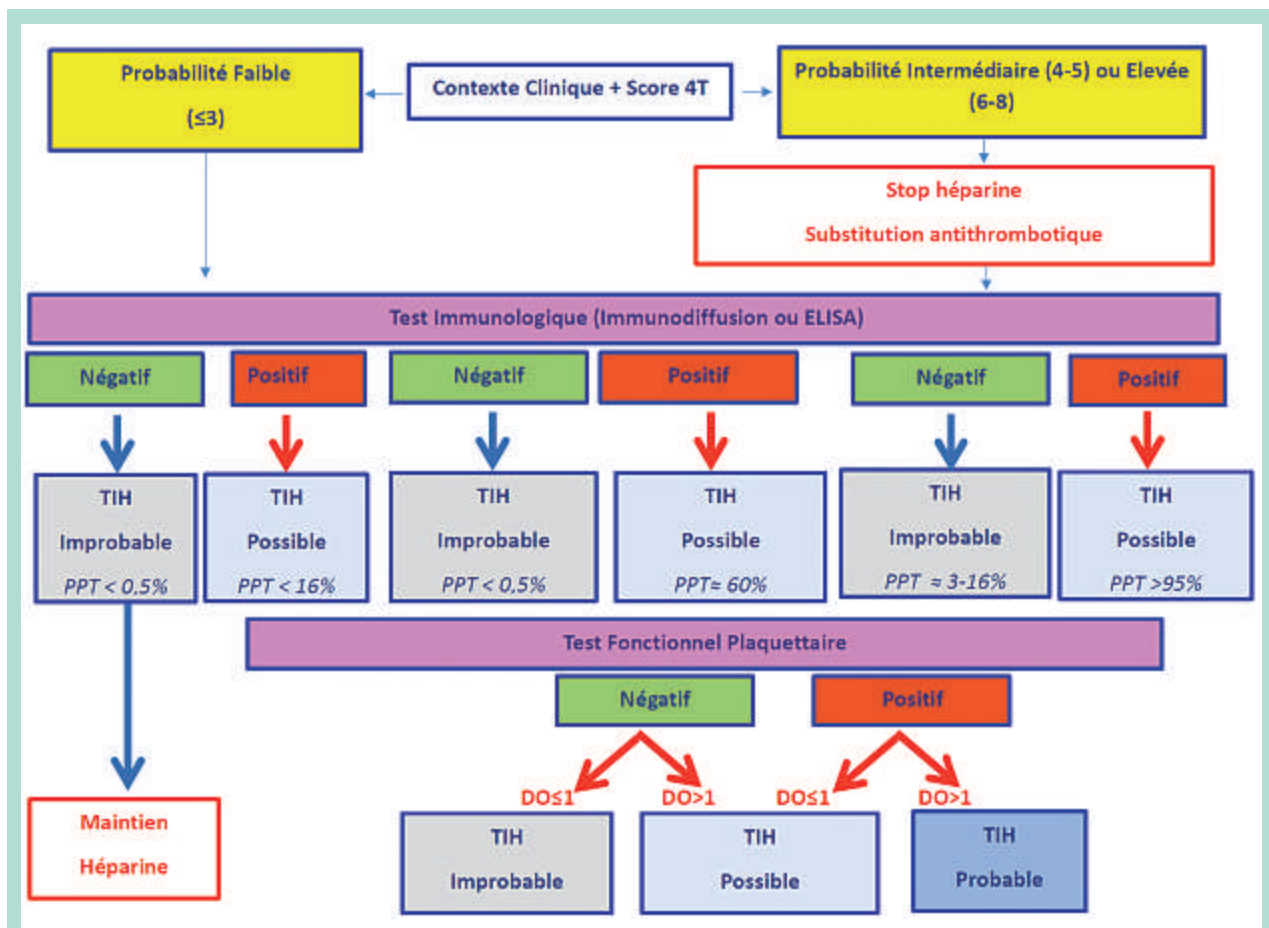 Probabilité Faible
(≤3)
Contexte Clinique + Score 4T
Probabilité Intermédiaire (4-5) ou Elevée
(6-8)
Stop héparine
Substitution antithrombotique
Test Immunologique (Immunodiffusion ou ELISA)
Négatif
Positif
Négatif
Positif
Négatif
Positif
TIH
Improbable
PPT < 0.5%
TIH
Possible
PPT < 16%
TIH
Improbable
PPT < 0,5%
TIH
Possible
PPT≈ 60%
TIH
Improbable
PPT ≈ 3-16%
TIH
Possible
PPT >95%
Test Fonctionnel Plaquettaire
Négatif
Positif
DO≤1
DO>1
DO≤1
DO>1
TIH
Improbable
TIH
Possible
TIH
Probable
Maintien
Héparine